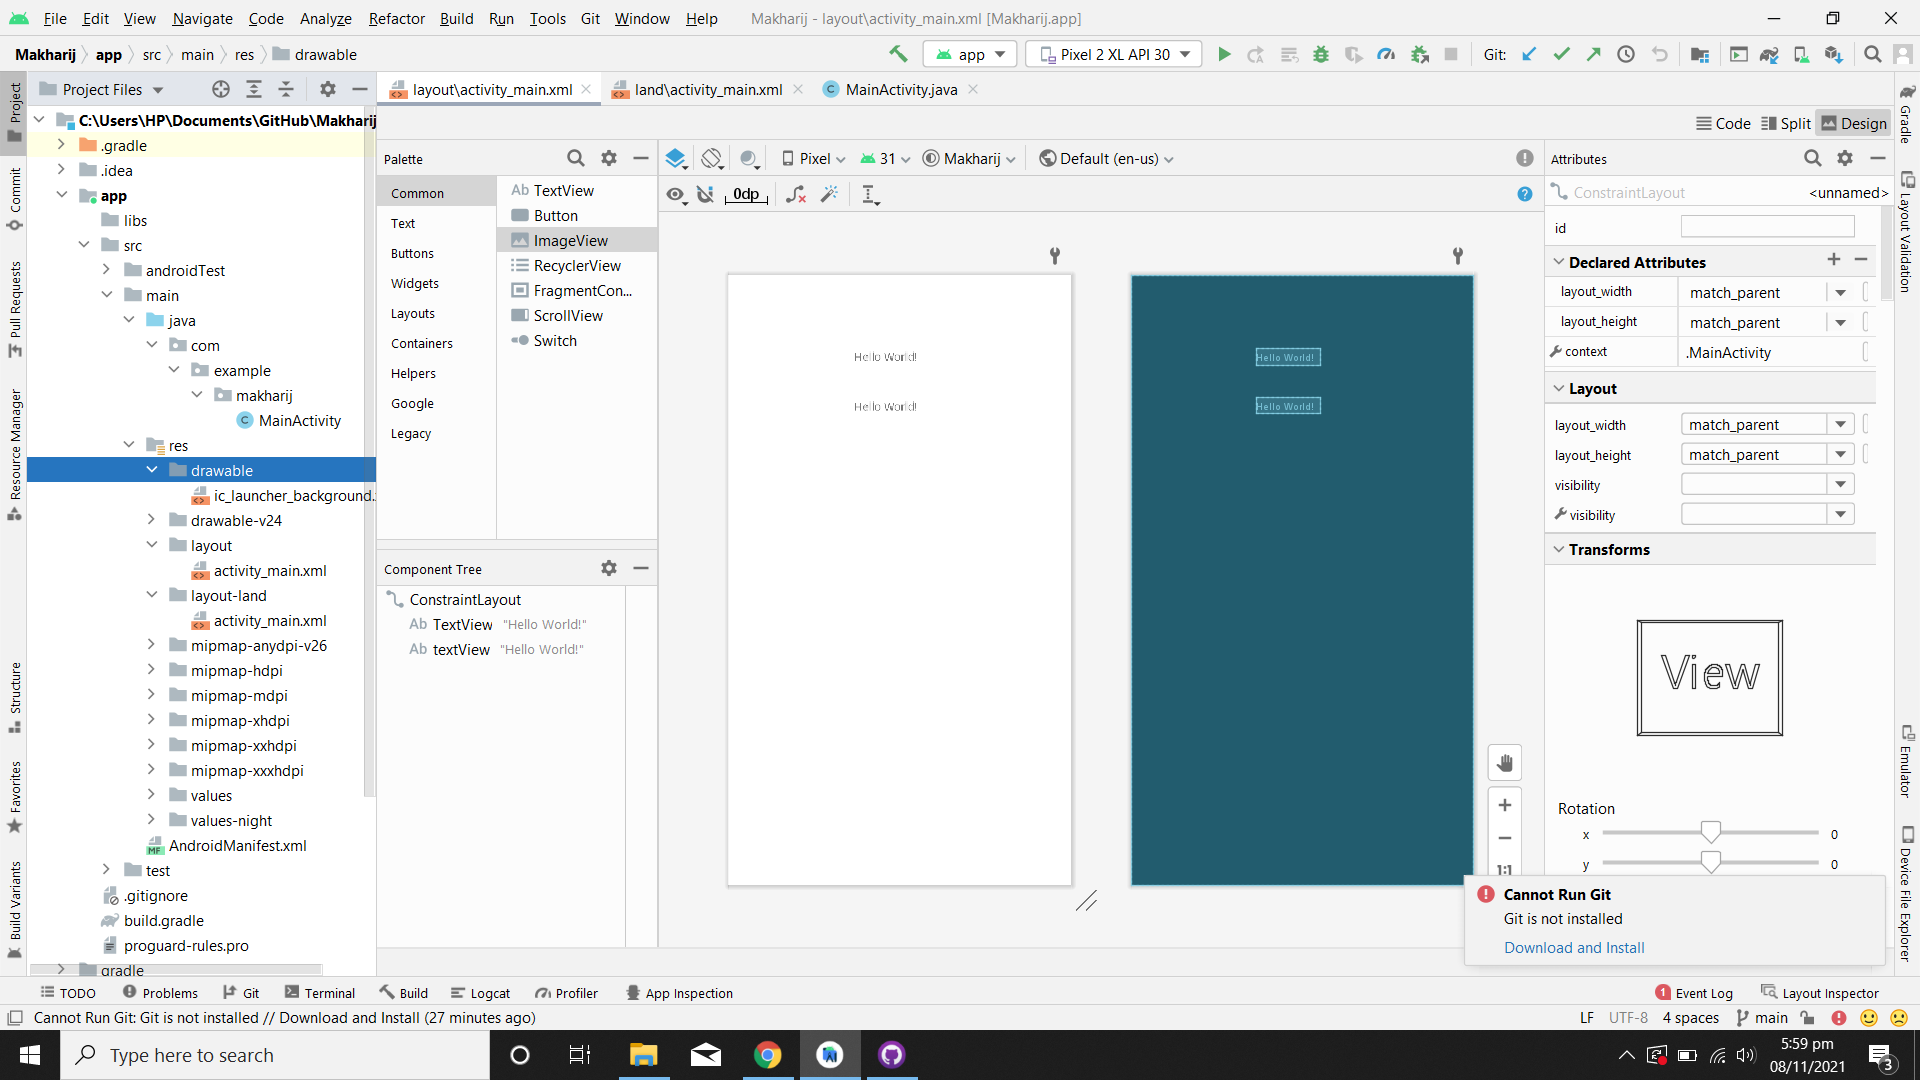 File Edit View Navigate Code Analyze Refactor Build Run Tools Git Window Help Makharij - layout\activity_main.xml [Makharij.app]
Makharij app src main res drawable app Pixel 2 XL API 30 Git:
Project Files layout\activity_main.xml land\activity_main.xml MainActivity.java
Code Split Design
Project
Commit
Pull Requests
Resource Manager
Structure
Favorites
Build Variants
C:\Users\HP\Documents\GitHub\Makharij
.gradle
.idea
app
libs
src
androidTest
main
java
com
example
makharij
MainActivity
res
drawable
ic_launcher_background.
drawable-v24
layout
activity_main.xml
layout-land
activity_main.xml
mipmap-anydpi-v26
mipmap-hdpi
mipmap-mdpi
mipmap-xhdpi
mipmap-xxhdpi
mipmap-xxxhdpi
values
values-night
AndroidManifest.xml
test
.gitignore
build.gradle
proguard-rules.pro
gradle
Palette
Common
Text
Buttons
Widgets
Layouts
Containers
Helpers
Google
Legacy
Ab TextView
Button
ImageView
RecyclerView
FragmentCon...
ScrollView
Switch
Component Tree
ConstraintLayout
Ab TextView "Hello World!"
Ab textView "Hello World!"
Pixel 31 Makharij Default (en-us)
0dp
Hello World!
Hello World!
Hello World!
Hello World!
1:1
Attributes
ConstraintLayout <unnamed>
id
Declared Attributes
layout_width match_parent
layout_height match_parent
context .MainActivity
Layout
layout_width match_parent
layout_height match_parent
visibility
visibility
Transforms
View
Rotation
x 0
y 0
Cannot Run Git
Git is not installed
Download and Install
Gradle
Layout Validation
Emulator
Device File Explorer
TODO Problems Git Terminal Build Logcat Profiler App Inspection 1 Event Log Layout Inspector
Cannot Run Git: Git is not installed // Download and Install (27 minutes ago) LF UTF-8 4 spaces main
Type here to search
5:59 pm
08/11/2021
3